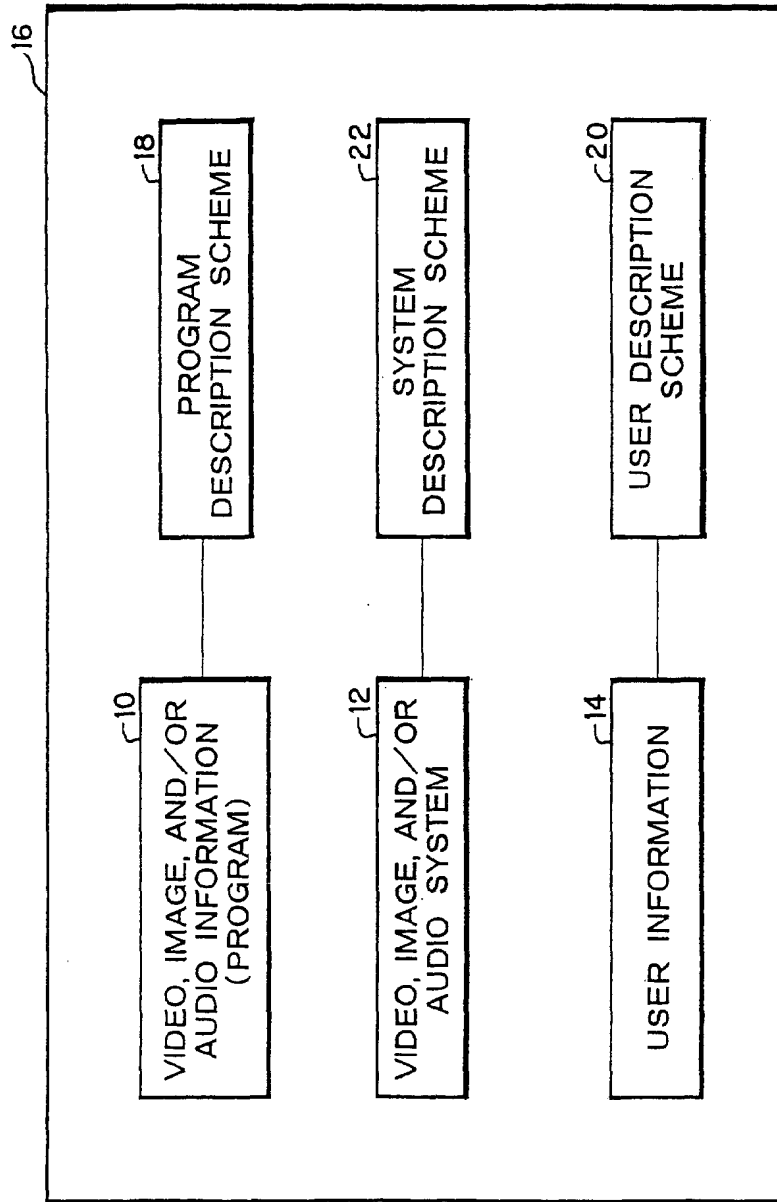 16
10
VIDEO, IMAGE, AND/OR
AUDIO INFORMATION
(PROGRAM)
18
PROGRAM
DESCRIPTION SCHEME
12
VIDEO, IMAGE, AND/OR
AUDIO SYSTEM
22
SYSTEM
DESCRIPTION SCHEME
14
USER INFORMATION
20
USER DESCRIPTION
SCHEME